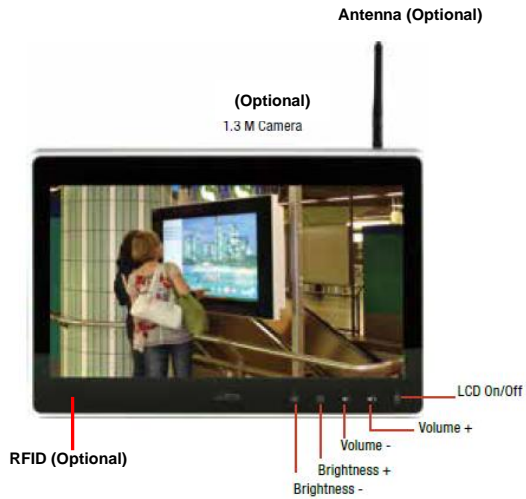 Antenna (Optional)
(Optional)
1.3 M Camera
LCD On/Off
Volume +
Volume -
RFID (Optional)
Brightness +
Brightness -